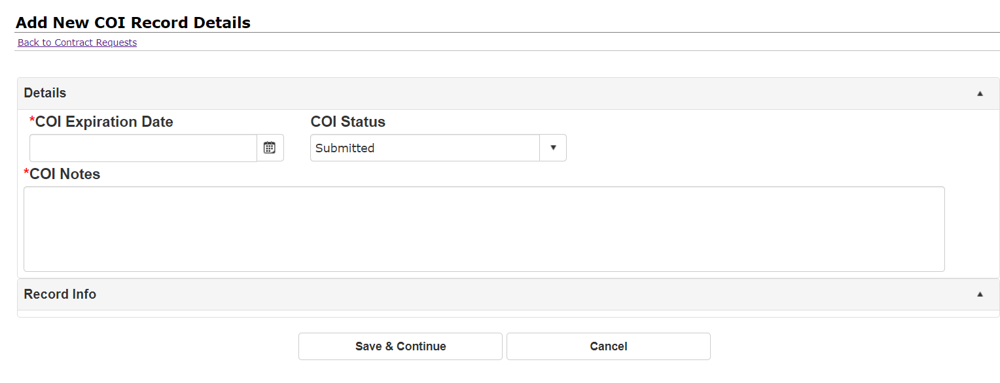 Add New COI Record Details
Back to Contract Requests
Details
*COI Expiration Date
COI Status
Submitted
*COI Notes
Record Info
Save & Continue
Cancel